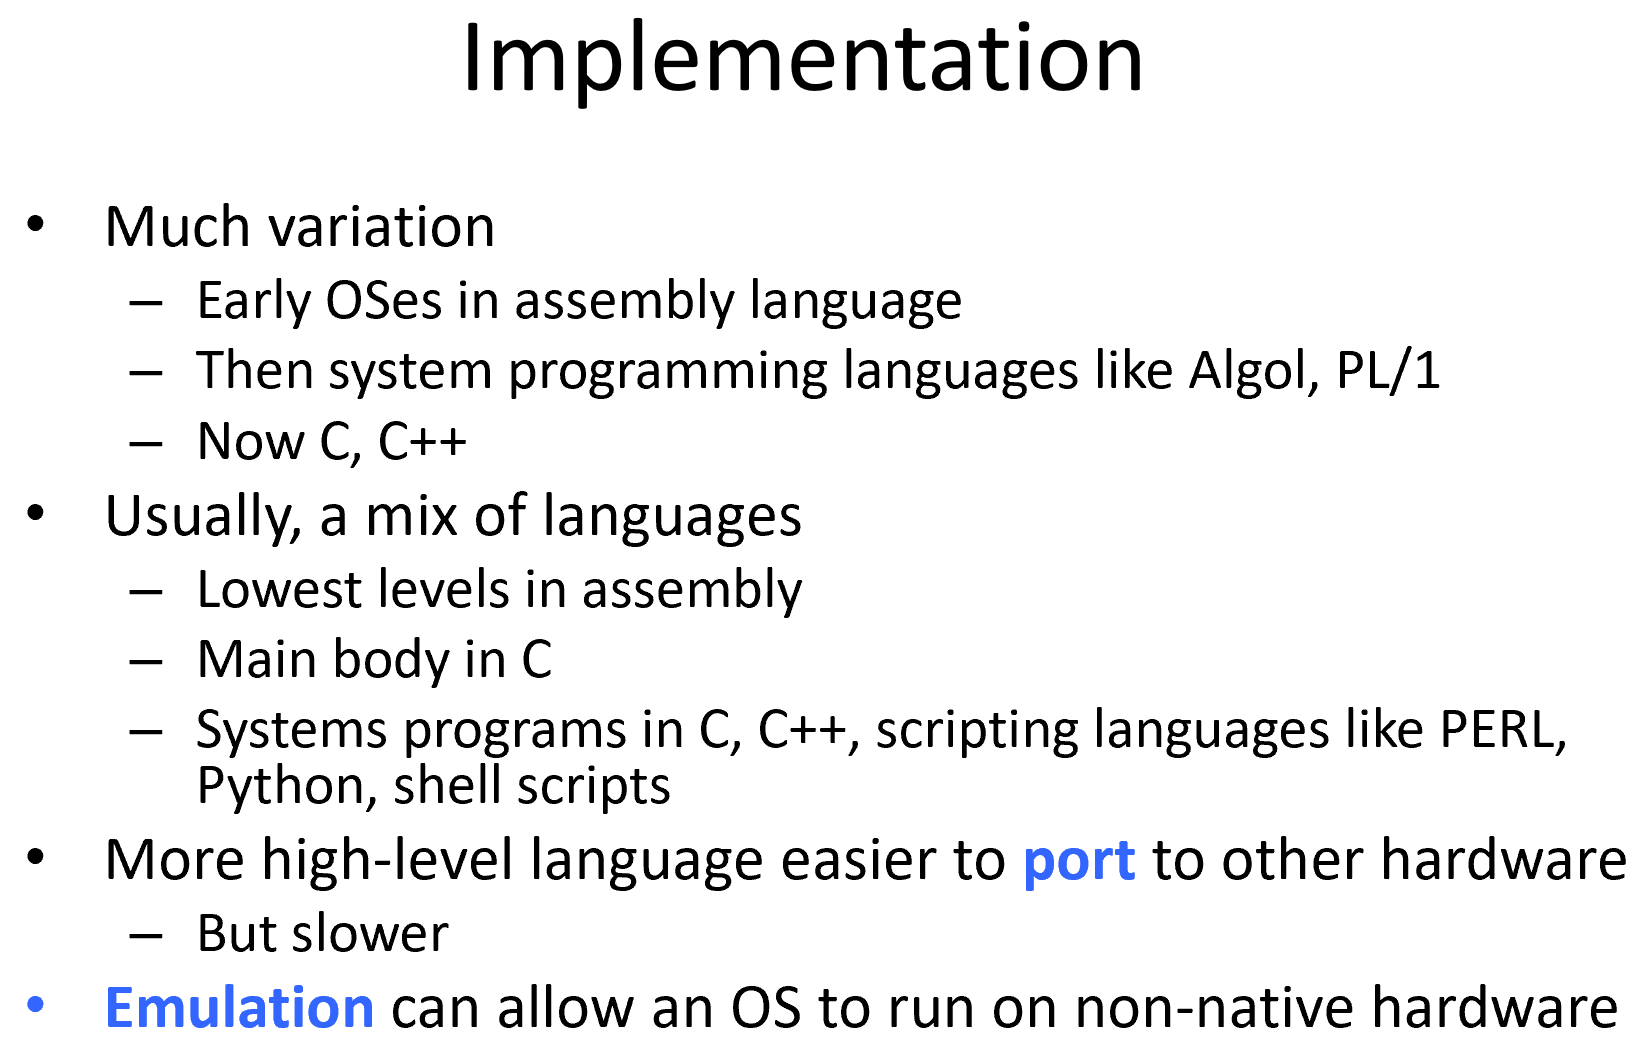 Implementation
• Much variation
– Early OSes in assembly language
– Then system programming languages like Algol, PL/1
– Now C, C++
• Usually, a mix of languages
– Lowest levels in assembly
– Main body in C
– Systems programs in C, C++, scripting languages like PERL,
Python, shell scripts
• More high-level language easier to port to other hardware
– But slower
• Emulation can allow an OS to run on non-native hardware